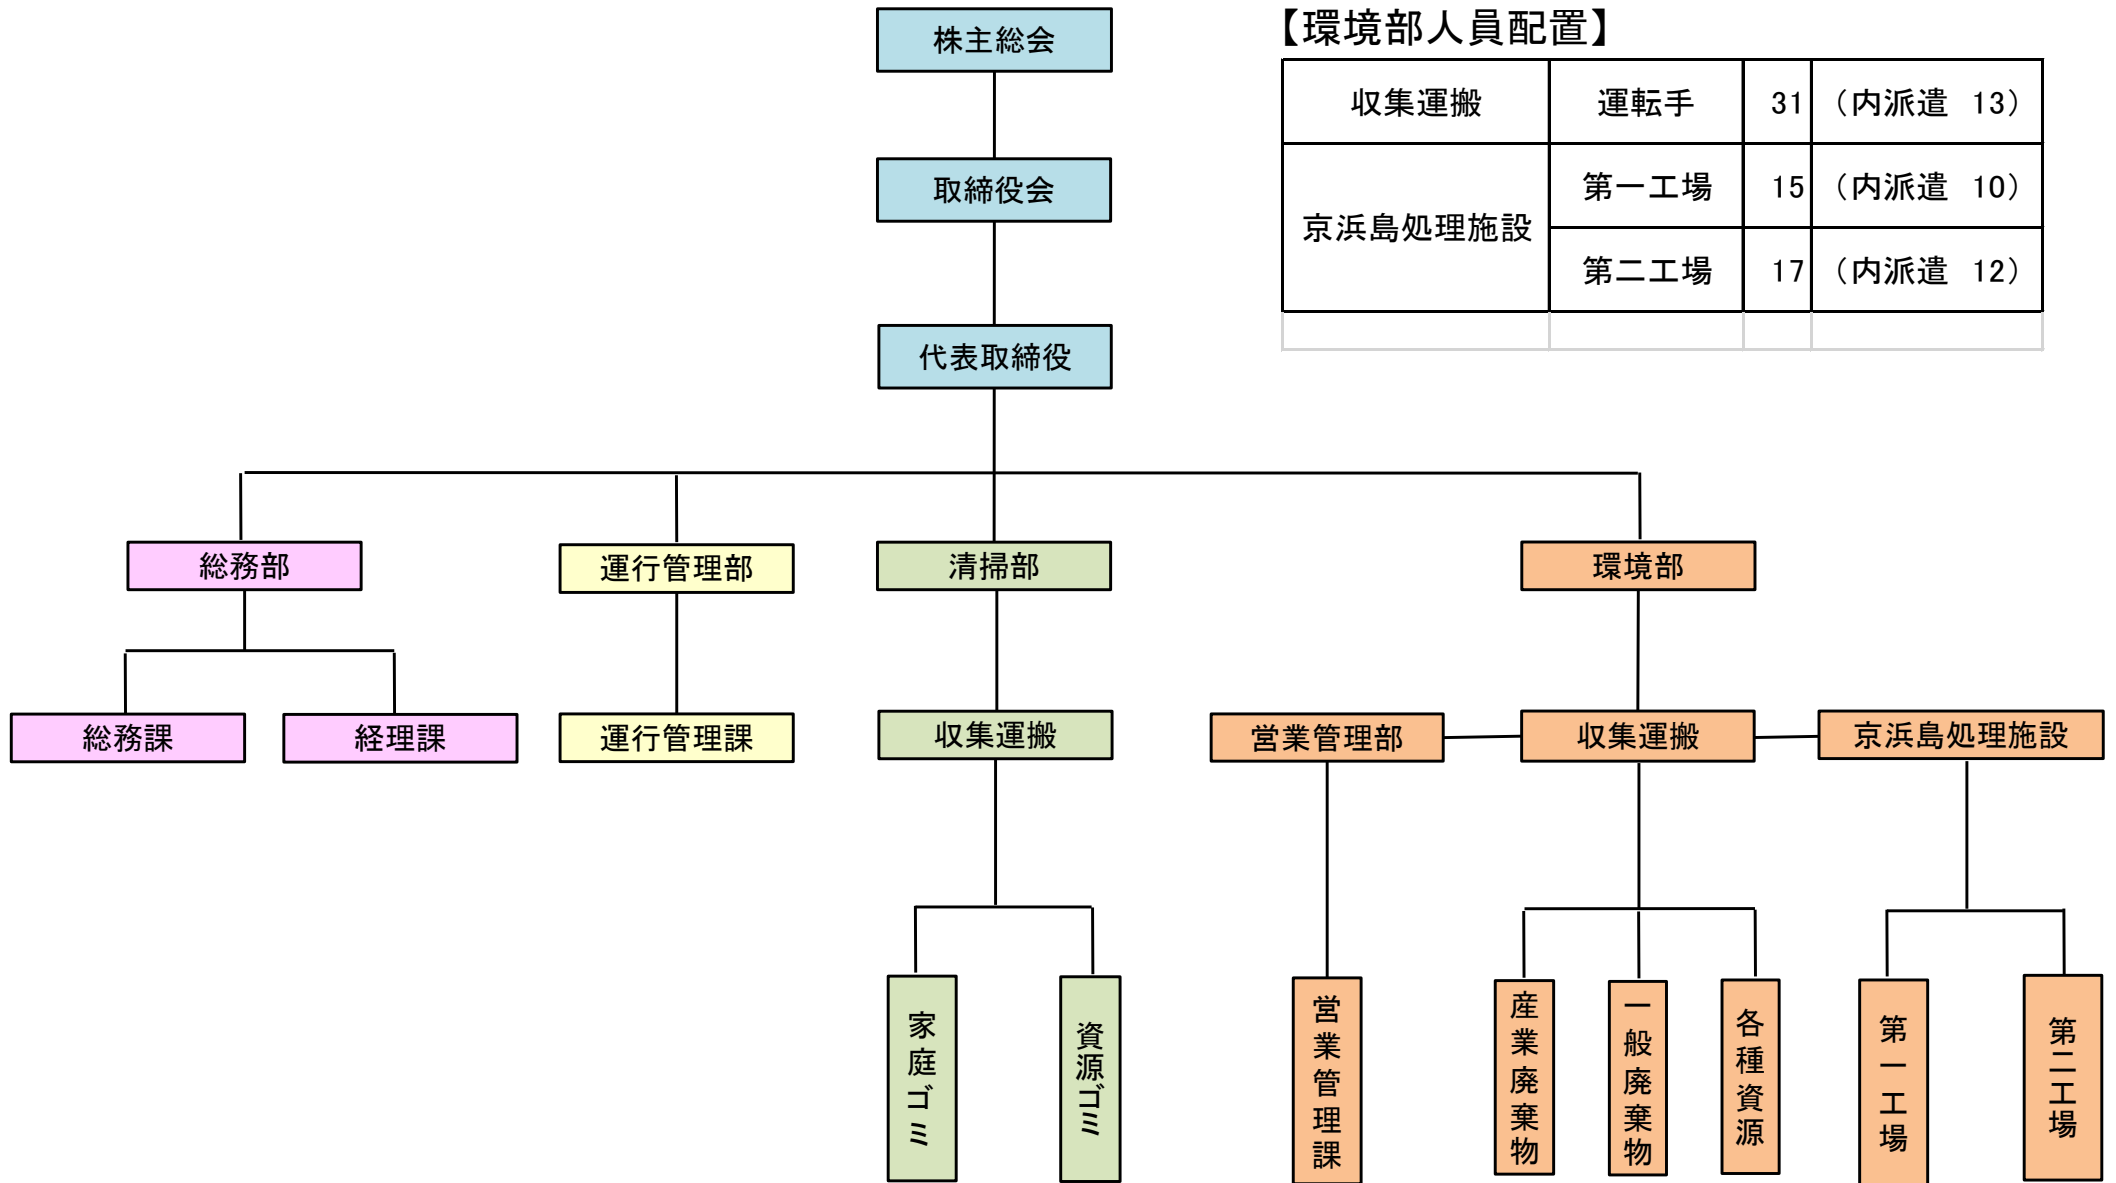 株主総会
【環境部人員配置】
収集運搬 運転手 31 （内派遣 13）
京浜島処理施設 第一工場 15 （内派遣 10）
第二工場 17 （内派遣 12）
取締役会
代表取締役
総務部 運行管理部 清掃部 環境部
総務課 経理課 運行管理課 収集運搬 営業管理部 収集運搬 京浜島処理施設
家庭ゴミ
資源ゴミ
営業管理課
産業廃棄物
一般廃棄物
各種資源
第一工場
第二工場